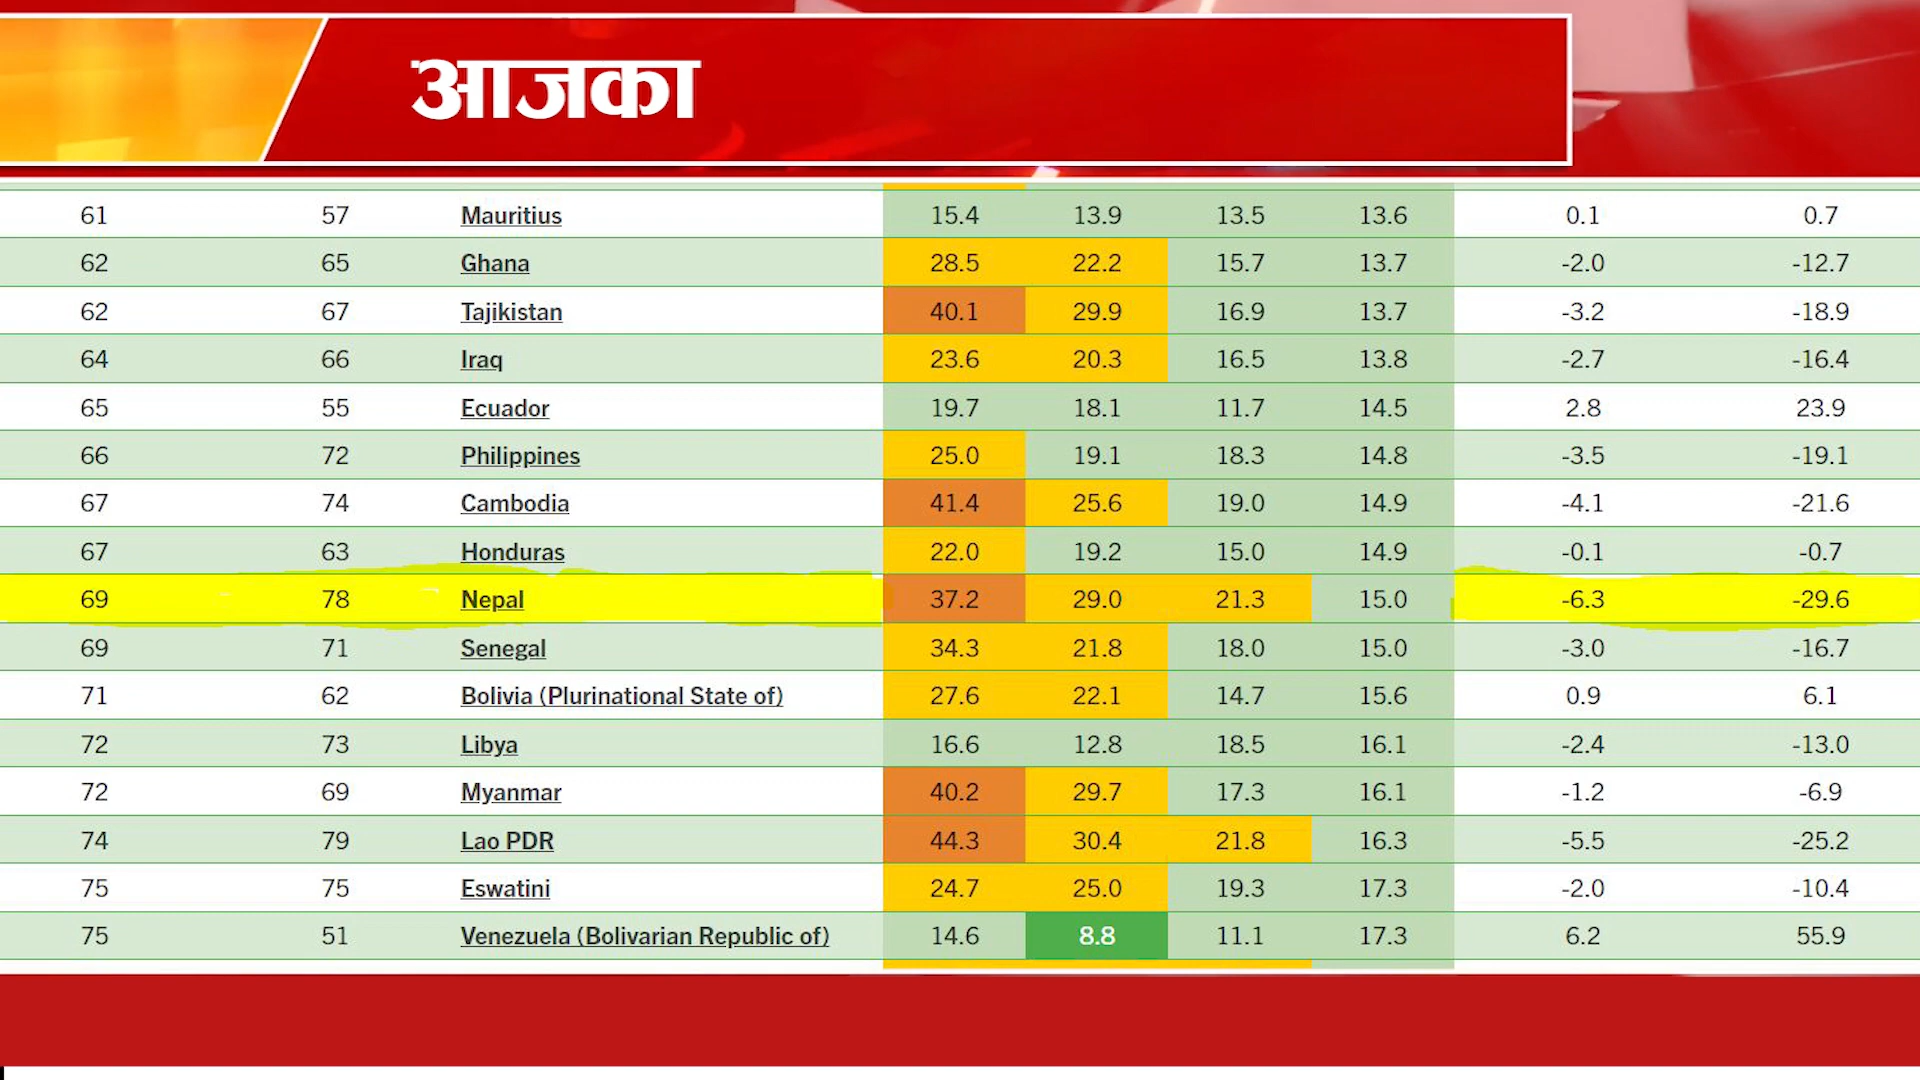 आजका
61 57 Mauritius 15.4 13.9 13.5 13.6 0.1 0.7
62 65 Ghana 28.5 22.2 15.7 13.7 -2.0 -12.7
62 67 Tajikistan 40.1 29.9 16.9 13.7 -3.2 -18.9
64 66 Iraq 23.6 20.3 16.5 13.8 -2.7 -16.4
65 55 Ecuador 19.7 18.1 11.7 14.5 2.8 23.9
66 72 Philippines 25.0 19.1 18.3 14.8 -3.5 -19.1
67 74 Cambodia 41.4 25.6 19.0 14.9 -4.1 -21.6
67 63 Honduras 22.0 19.2 15.0 14.9 -0.1 -0.7
69 78 Nepal 37.2 29.0 21.3 15.0 -6.3 -29.6
69 71 Senegal 34.3 21.8 18.0 15.0 -3.0 -16.7
71 62 Bolivia (Plurinational State of) 27.6 22.1 14.7 15.6 0.9 6.1
72 73 Libya 16.6 12.8 18.5 16.1 -2.4 -13.0
72 69 Myanmar 40.2 29.7 17.3 16.1 -1.2 -6.9
74 79 Lao PDR 44.3 30.4 21.8 16.3 -5.5 -25.2
75 75 Eswatini 24.7 25.0 19.3 17.3 -2.0 -10.4
75 51 Venezuela (Bolivarian Republic of) 14.6 8.8 11.1 17.3 6.2 55.9